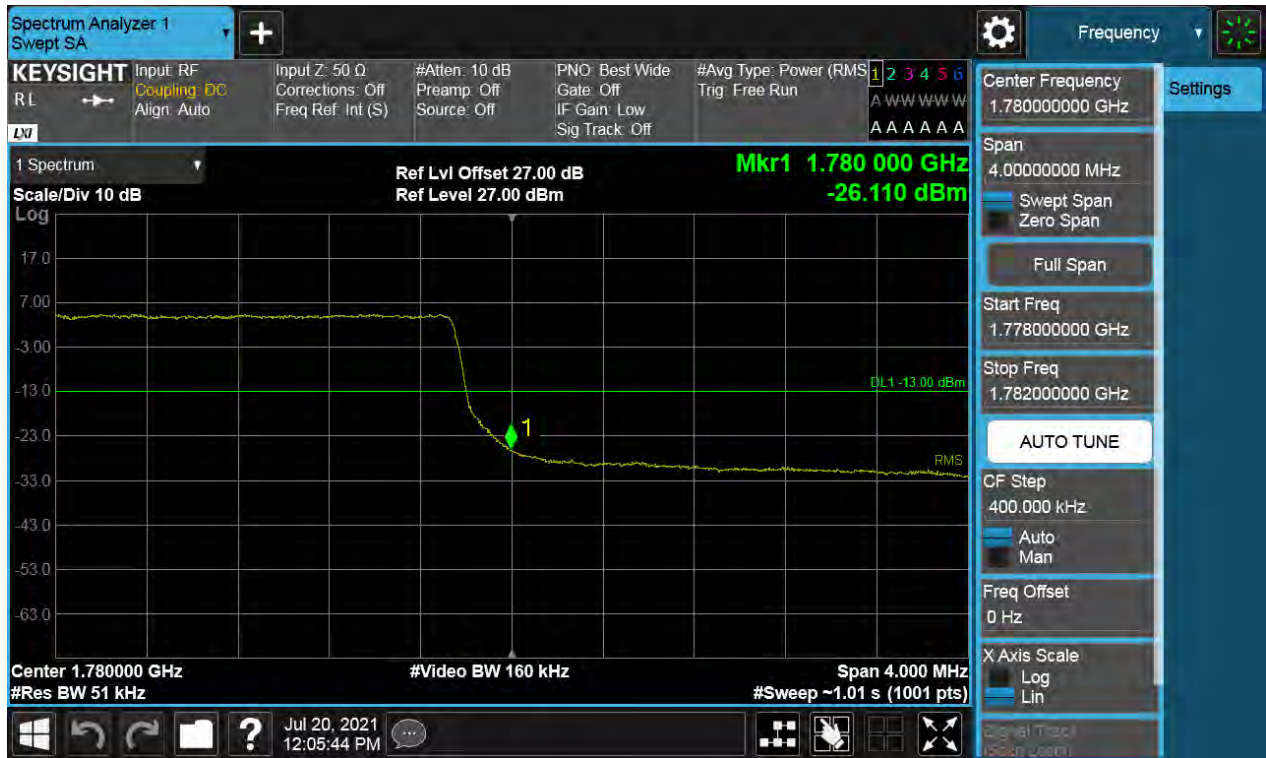 Spectrum Analyzer 1
Swept SA
+
Frequency
KEYSIGHT
RL
LXI
Input: RF
Coupling: DC
Align: Auto
Input Z: 50 Ω
Corrections: Off
Freq Ref: Int (S)
#Atten: 10 dB
Preamp: Off
Source: Off
PNO: Best Wide
Gate: Off
IF Gain: Low
Sig Track: Off
#Avg Type: Power (RMS
Trig: Free Run
1 2 3 4 5 6
A W W W W W
A A A A A A
Center Frequency
1.780000000 GHz
Settings
Span
4.00000000 MHz
Swept Span
Zero Span
Full Span
Start Freq
1.778000000 GHz
Stop Freq
1.782000000 GHz
AUTO TUNE
CF Step
400.000 kHz
Auto
Man
Freq Offset
0 Hz
X Axis Scale
Log
Lin
1 Spectrum
Scale/Div 10 dB
Log
Ref Lvl Offset 27.00 dB
Ref Level 27.00 dBm
Mkr1 1.780 000 GHz
-26.110 dBm
17.0
7.00
-3.00
-13.0
-23.0
-33.0
-43.0
-53.0
-63.0
DL1 -13.00 dBm
1
RMS
Center 1.780000 GHz
#Video BW 160 kHz
Span 4.000 MHz
#Res BW 51 kHz
#Sweep ~1.01 s (1001 pts)
?
Jul 20, 2021
12:05:44 PM